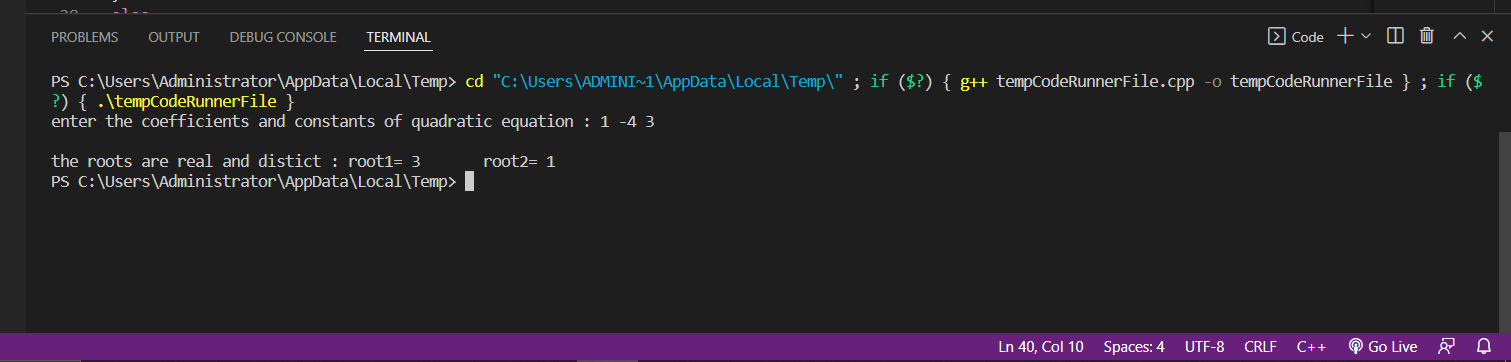 28 else
PROBLEMS OUTPUT DEBUG CONSOLE TERMINAL Code
PS C:\Users\Administrator\AppData\Local\Temp> cd "C:\Users\ADMINI~1\AppData\Local\Temp\" ; if ($?) { g++ tempCodeRunnerFile.cpp -o tempCodeRunnerFile } ; if ($
?) { .\tempCodeRunnerFile }
enter the coefficients and constants of quadratic equation : 1 -4 3
the roots are real and distict : root1= 3 root2= 1
PS C:\Users\Administrator\AppData\Local\Temp>
Ln 40, Col 10 Spaces: 4 UTF-8 CRLF C++ Go Live